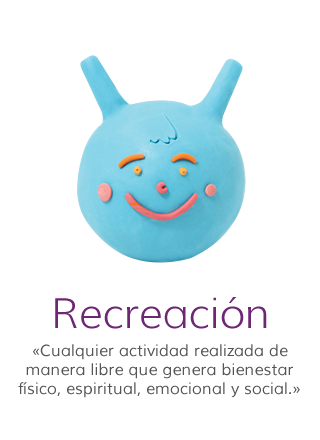 Recreación
«Cualquier actividad realizada de
manera libre que genera bienestar
físico, espiritual, emocional y social.»